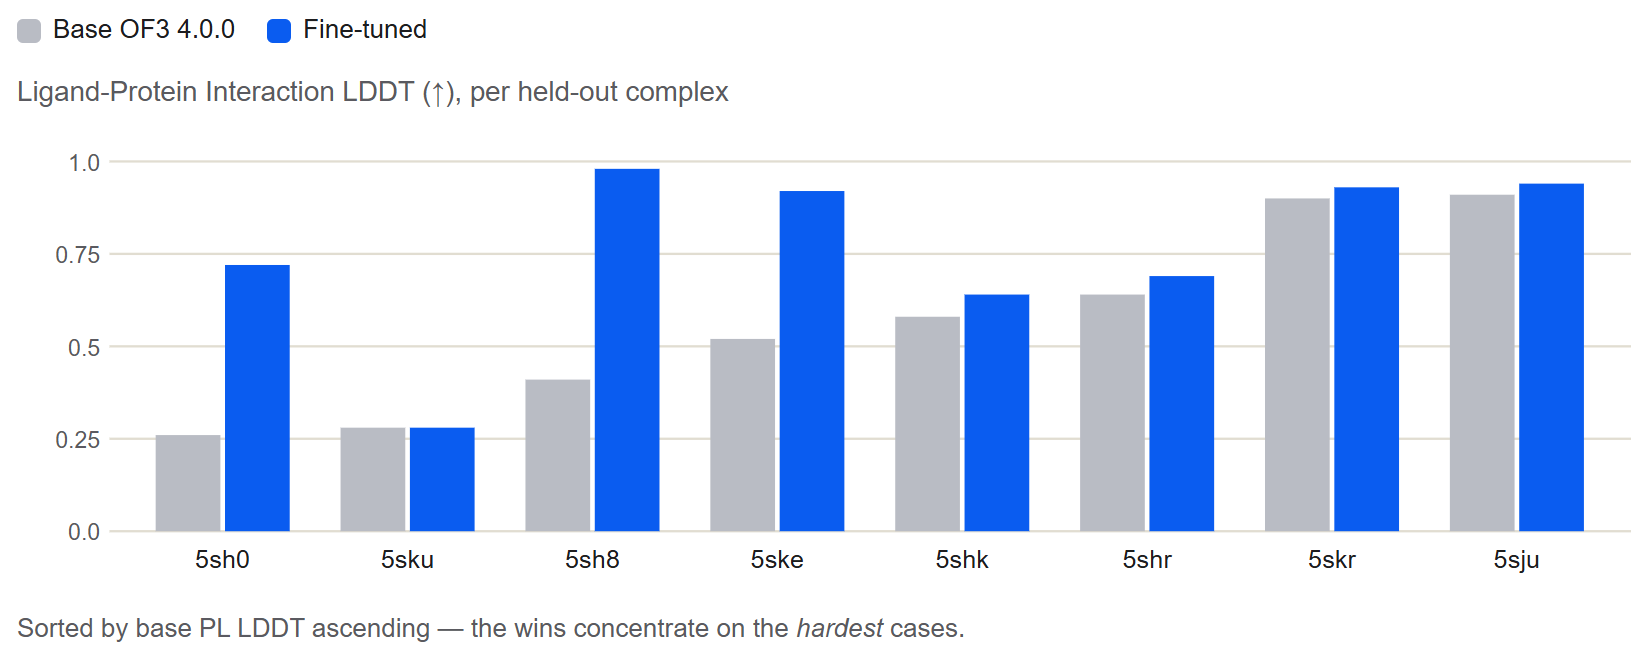 Base OF3 4.0.0 Fine-tuned
Ligand-Protein Interaction LDDT (↑), per held-out complex
1.0
0.75
0.5
0.25
0.0
5sh0 5sku 5sh8 5ske 5shk 5shr 5skr 5sju
Sorted by base PL LDDT ascending — the wins concentrate on the hardest cases.